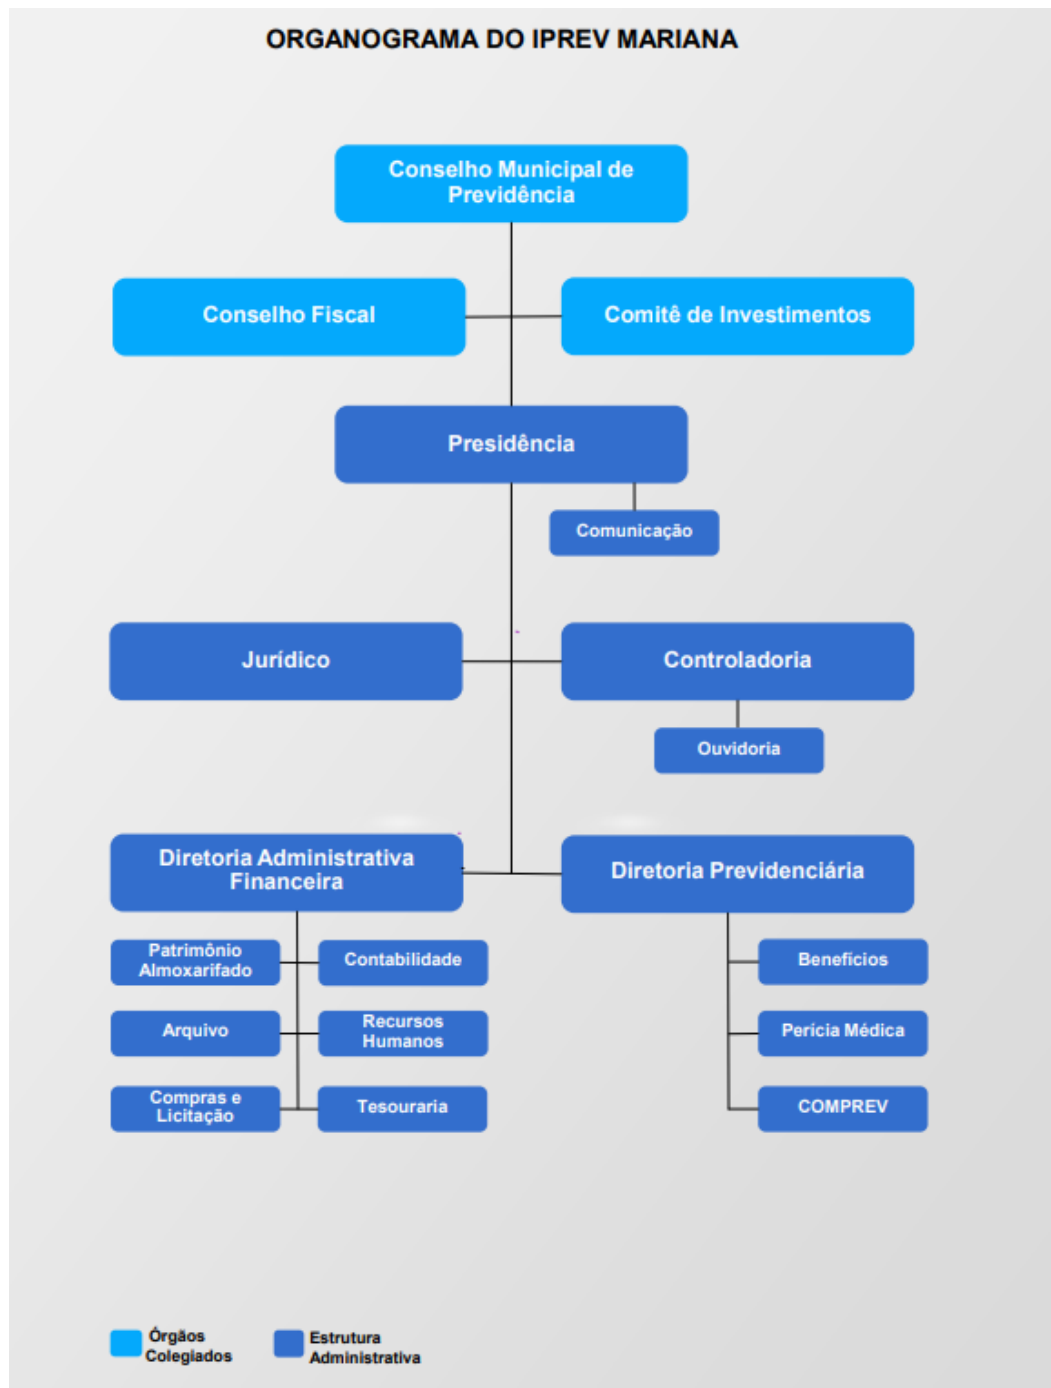 ORGANOGRAMA DO IPREV MARIANA
Conselho Municipal de
Previdência
Conselho Fiscal
Comitê de Investimentos
Presidência
Comunicação
Jurídico
Controladoria
Ouvidoria
Diretoria Administrativa
Financeira
Diretoria Previdenciária
Patrimônio
Almoxarifado
Contabilidade
Benefícios
Arquivo
Recursos
Humanos
Perícia Médica
Compras e
Licitação
Tesouraria
COMPREV
Órgãos
Colegiados
Estrutura
Administrativa